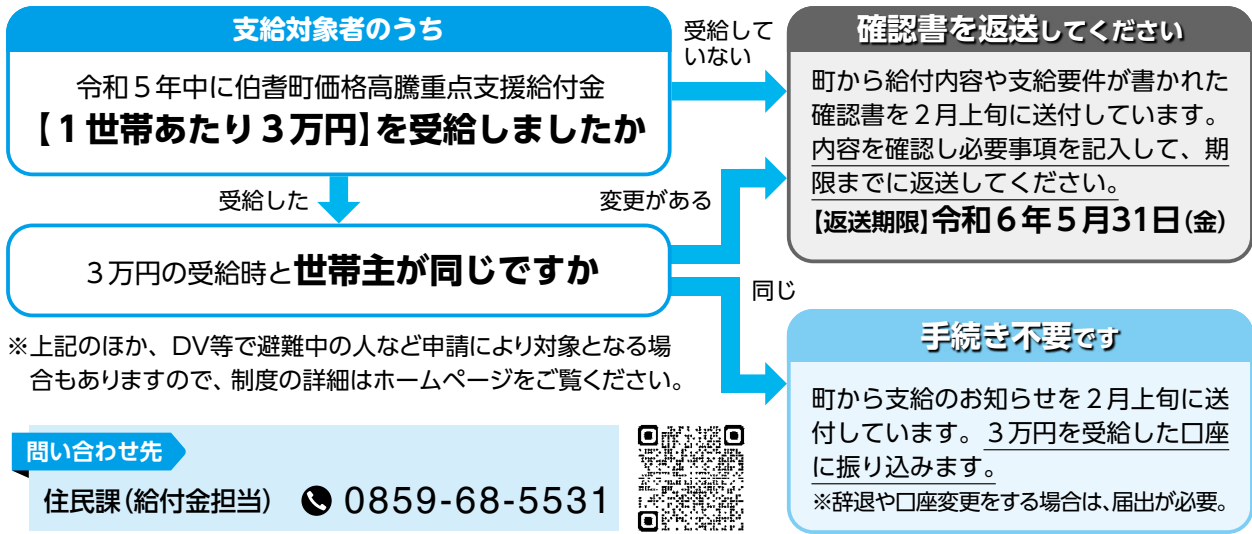 支給対象者のうち
令和5年中に伯耆町価格高騰重点支援給付金
【1世帯あたり3万円】を受給しましたか
受給して
いない
受給した
変更がある
3万円の受給時と世帯主が同じですか
同じ
確認書を返送してください
町から給付内容や支給要件が書かれた
確認書を2月上旬に送付しています。
内容を確認し必要事項を記入して、期
限までに返送してください。
【返送期限】令和6年5月31日(金)
手続き不要です
町から支給のお知らせを2月上旬に送
付しています。3万円を受給した口座
に振り込みます。
※辞退や口座変更をする場合は、届出が必要。
※上記のほか、DV等で避難中の人など申請により対象となる場
合もありますので、制度の詳細はホームページをご覧ください。
問い合わせ先
住民課(給付金担当) 0859-68-5531